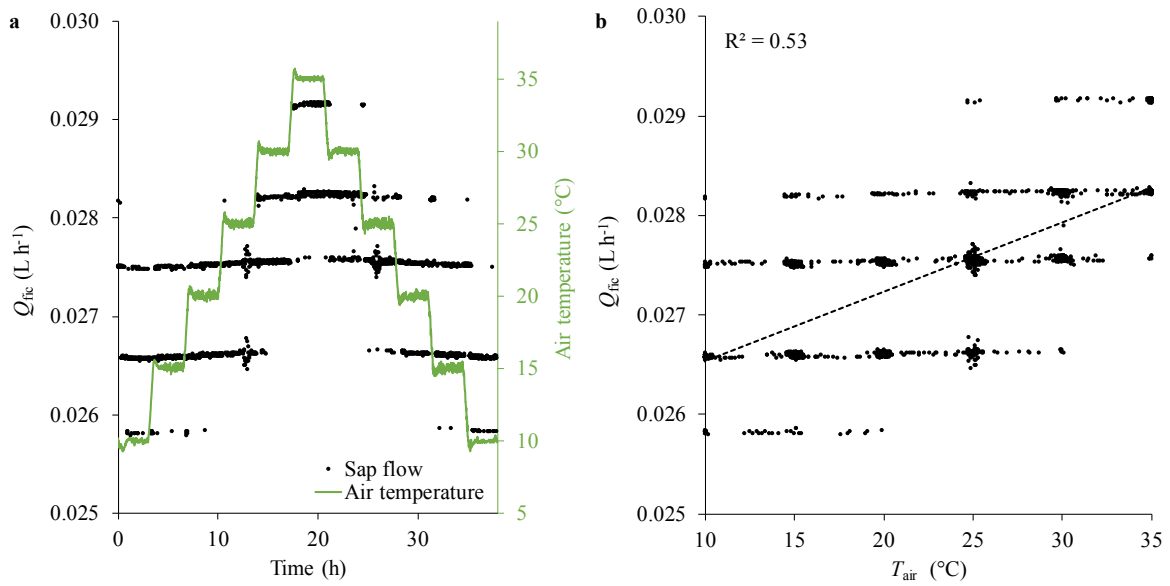 a
0.030
0.029
0.028
0.027
0.026
0.025
Q_fic (L h⁻¹)
0
10
20
30
Time (h)
35
30
25
20
15
10
5
Air temperature (°C)
Sap flow
Air temperature
b
R² = 0.53
0.030
0.029
0.028
0.027
0.026
0.025
Q_fic (L h⁻¹)
10
15
20
25
30
35
T_air (°C)